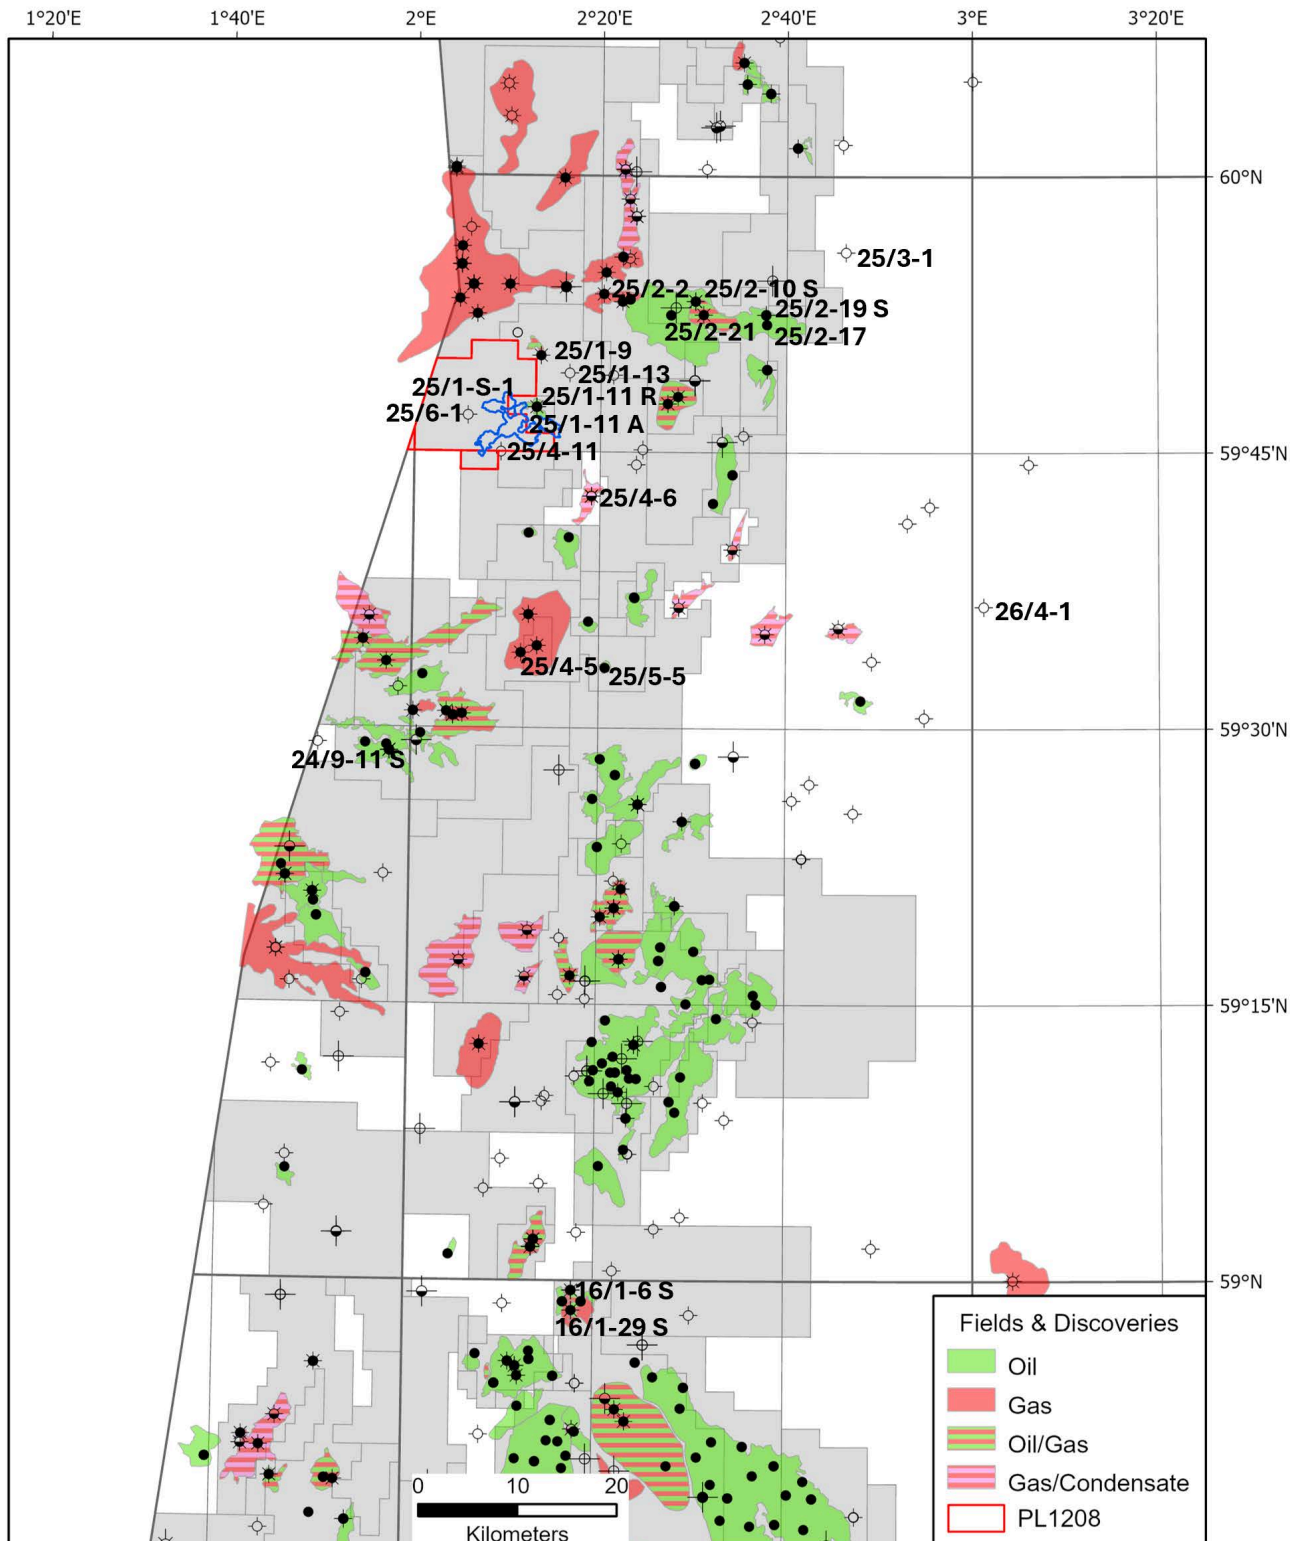 1°20'E 1°40'E 2°E 2°20'E 2°40'E 3°E 3°20'E
60°N
25/3-1
25/2-2 25/2-10 S
25/2-19 S
25/2-21 25/2-17
25/1-9
25/1-13
25/1-S-1
25/1-11 R
25/6-1
25/1-11 A
25/4-11
59°45'N
25/4-6
26/4-1
25/4-5
25/5-5
59°30'N
24/9-11 S
59°15'N
59°N
16/1-6 S
16/1-29 S
Fields & Discoveries
Oil
Gas
Oil/Gas
Gas/Condensate
PL1208
0 10 20
Kilometers